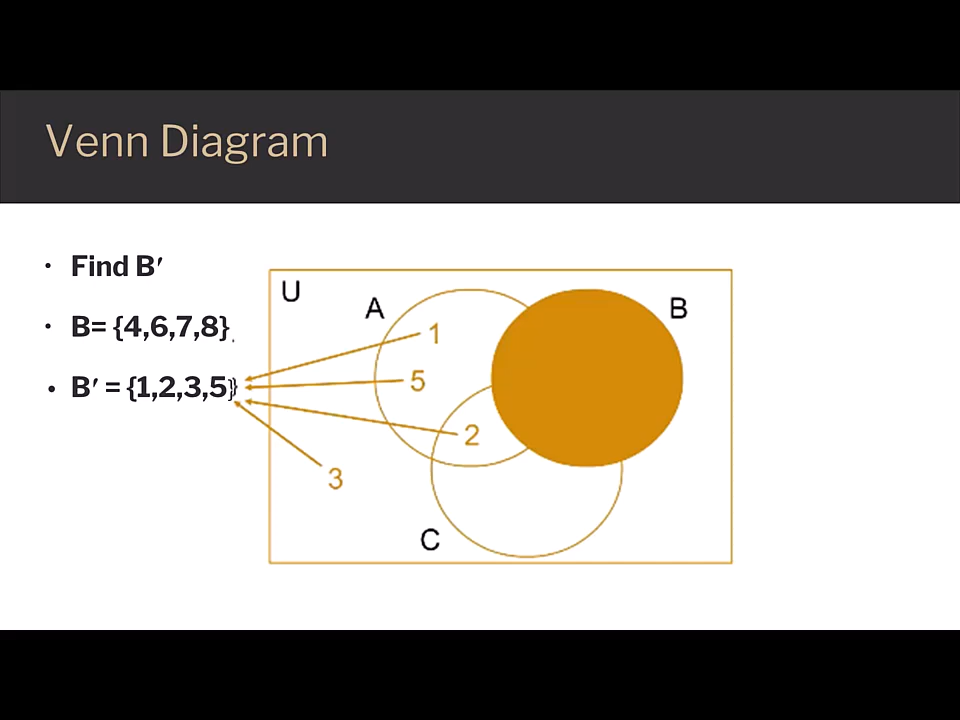 Venn Diagram
• Find B′
• B= {4,6,7,8}
• B′ = {1,2,3,5}
U
A
B
1
5
2
3
C